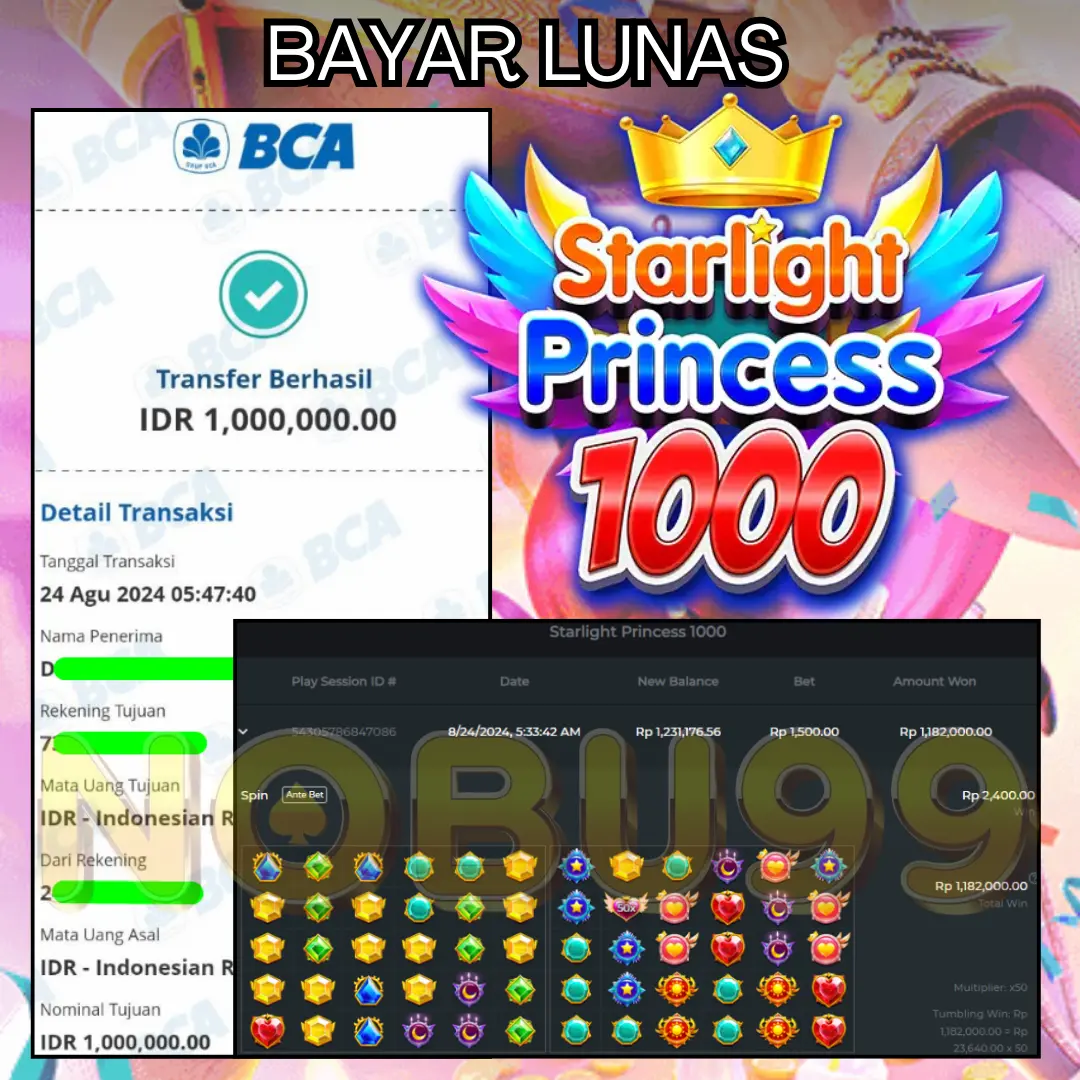 BAYAR LUNAS
BCA
Transfer Berhasil
IDR 1,000,000.00
Detail Transaksi
Tanggal Transaksi
24 Agu 2024 05:47:40
Nama Penerima
D
Rekening Tujuan
7
Mata Uang Tujuan
IDR - Indonesian R
Dari Rekening
2
Mata Uang Asal
IDR - Indonesian R
Nominal Tujuan
IDR 1,000,000.00
Starlight
Princess
1000
Starlight Princess 1000
Play Session ID # Date New Balance Bet Amount Won
54305786847086 8/24/2024, 5:33:42 AM Rp 1,231,176.56 Rp 1,500.00 Rp 1,182,000.00
Spin Ante Bet Rp 2,400.00
Win
50x
Rp 1,182,000.00
Total Win
Multiplier: x50
Tumbling Win: Rp
1,182,000.00 = Rp
23,640.00 x 50
NOBU99